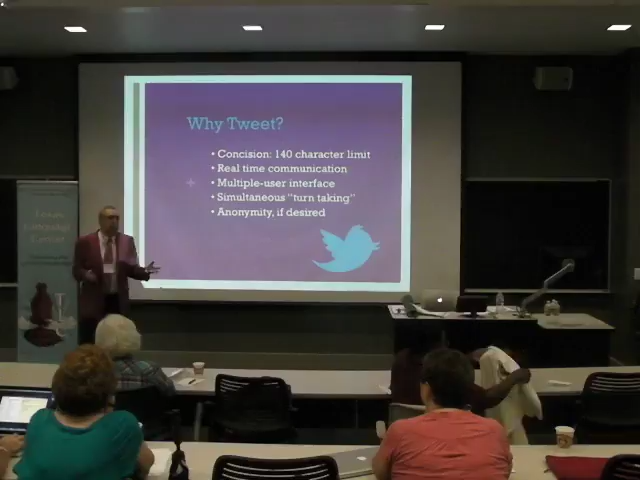 Why Tweet?
• Concision: 140 character limit
• Real time communication
• Multiple-user interface
• Simultaneous "turn taking"
• Anonymity, if desired